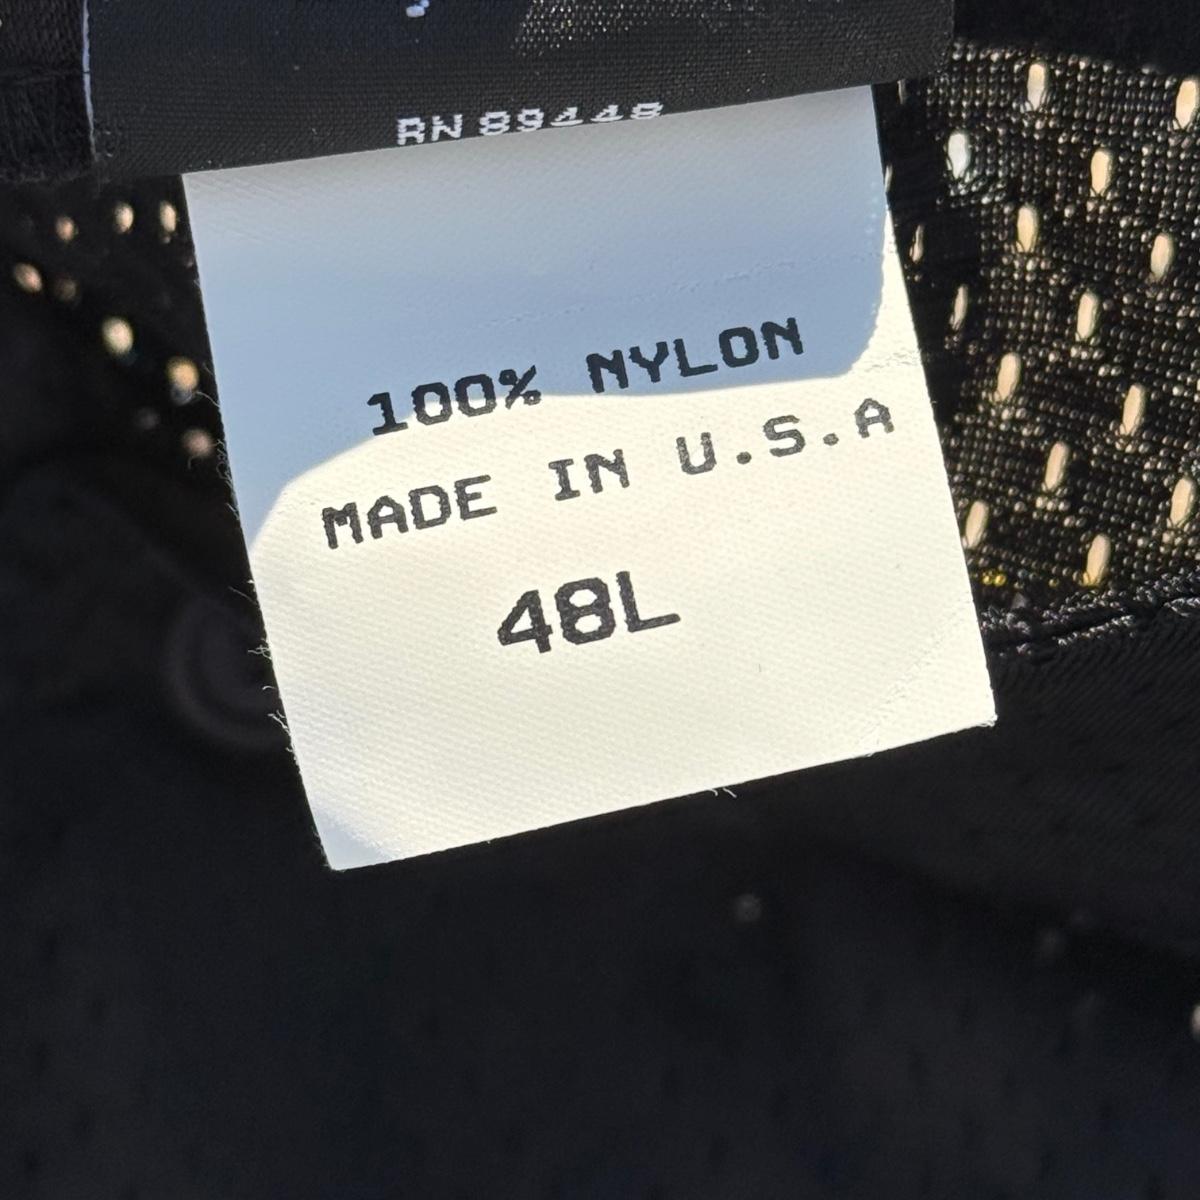 RN 89448
100% NYLON
MADE IN U.S.A
48L